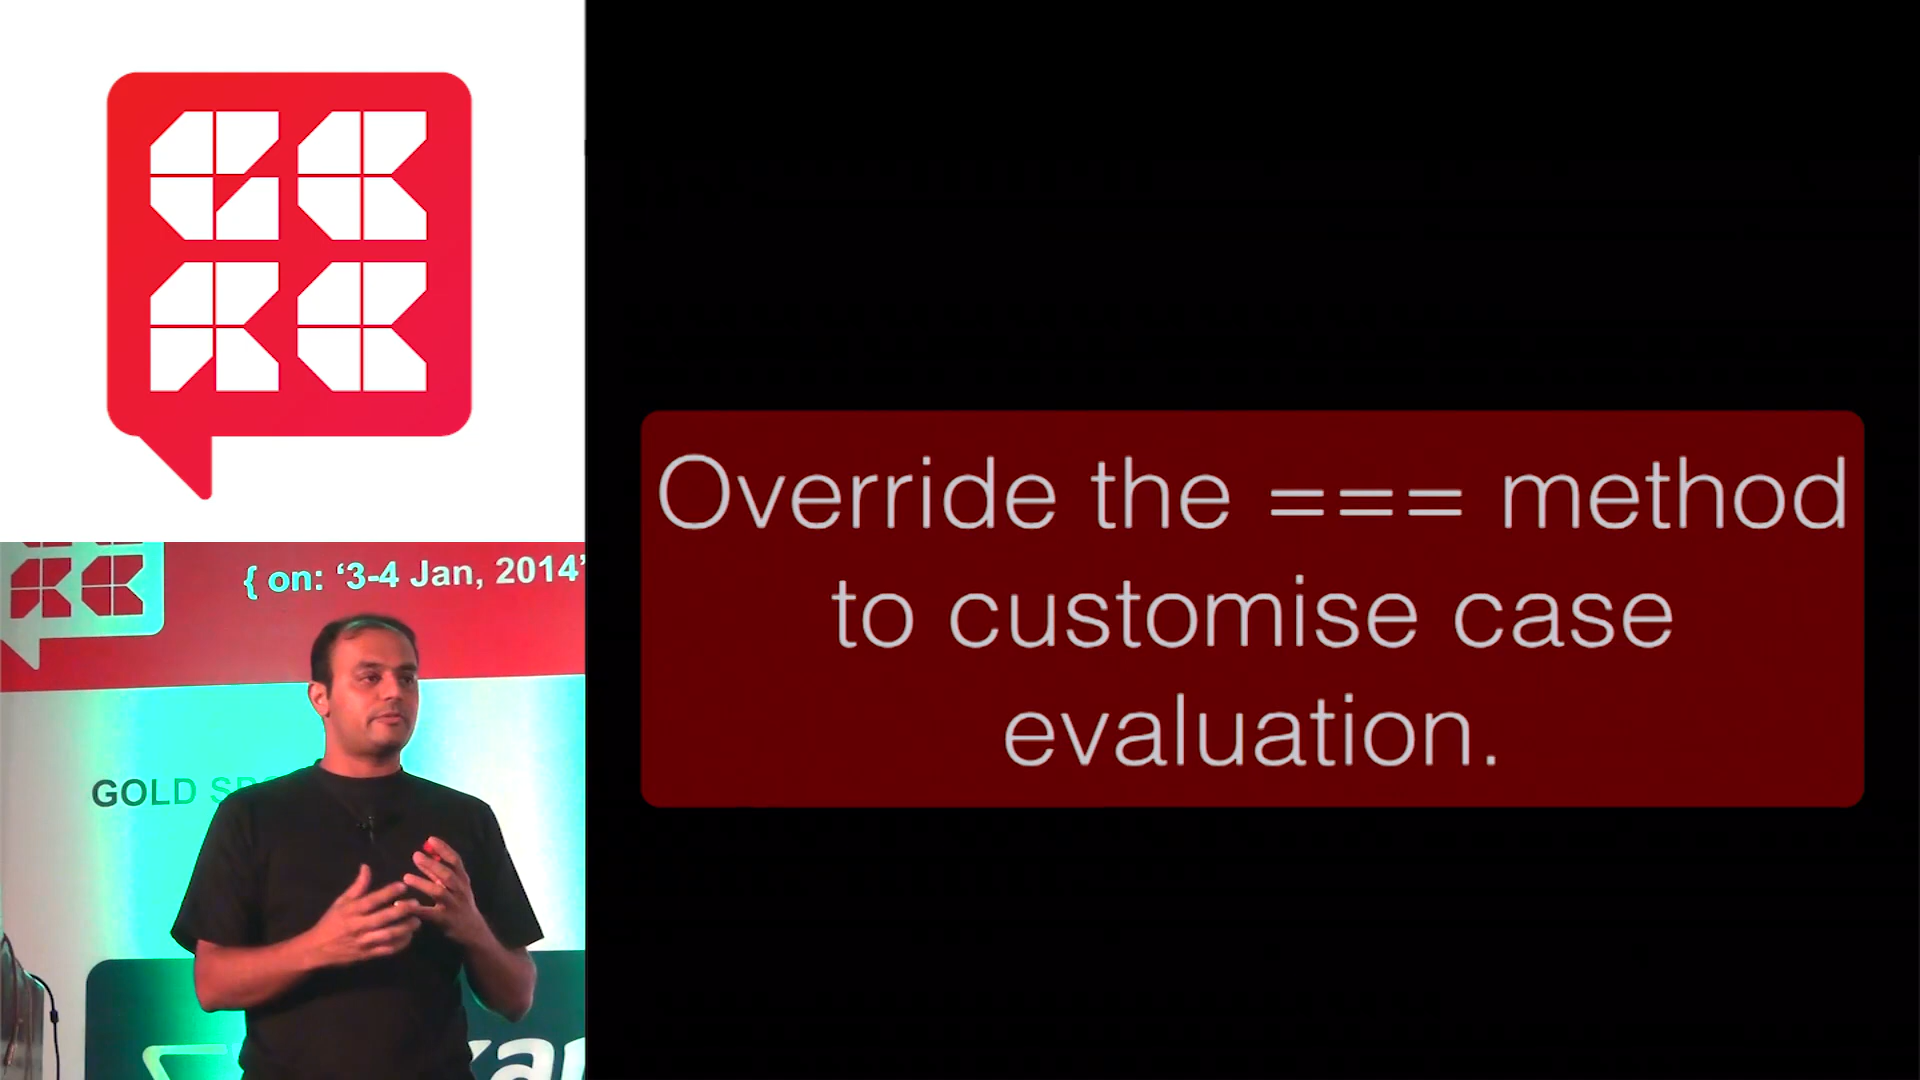 { on: ‘3-4 Jan, 2014’
GOLD
Override the === method
to customise case
evaluation.